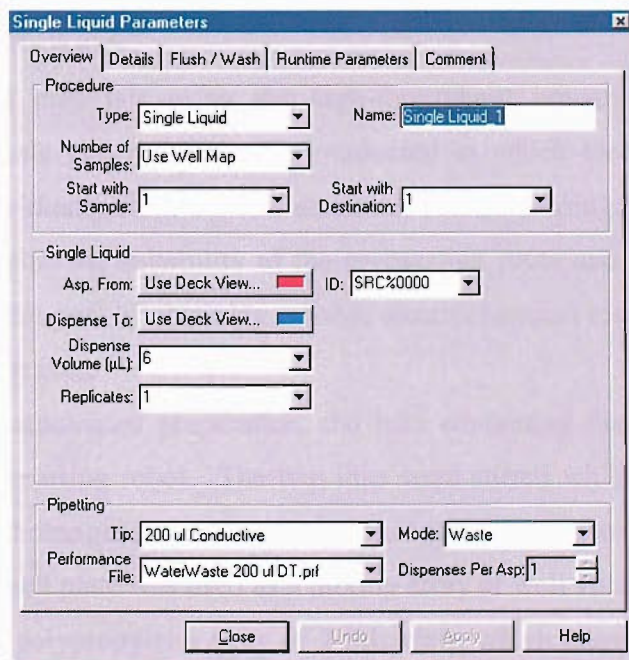 Single Liquid Parameters
Overview Details Flush / Wash Runtime Parameters Comment
Procedure
Type: Single Liquid Name: Single Liquid 1
Number of Samples: Use Well Map
Start with Sample: 1 Start with Destination: 1
Single Liquid
Asp. From: Use Deck View... ID: SRC%0000
Dispense To: Use Deck View...
Dispense Volume (µL): 6
Replicates: 1
Pipetting
Tip: 200 ul Conductive Mode: Waste
Performance File: WaterWaste 200 ul DT.prf Dispenses Per Asp: 1
Close Undo Apply Help